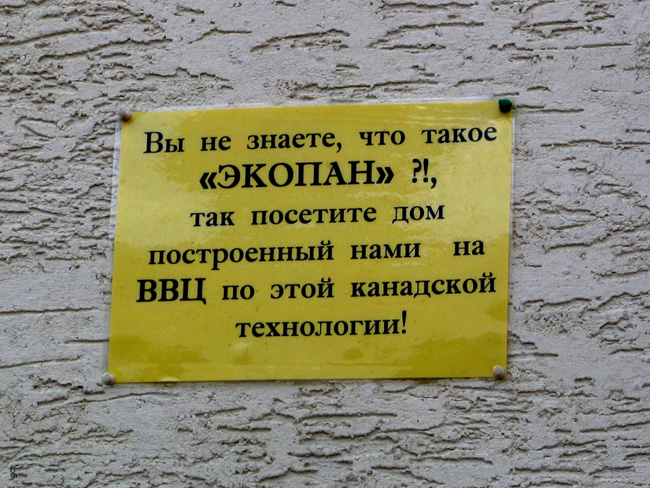 Вы не знаете, что такое
«ЭКОПАН» ?!,
так посетите дом
построенный нами на
ВВЦ по этой канадской
технологии!